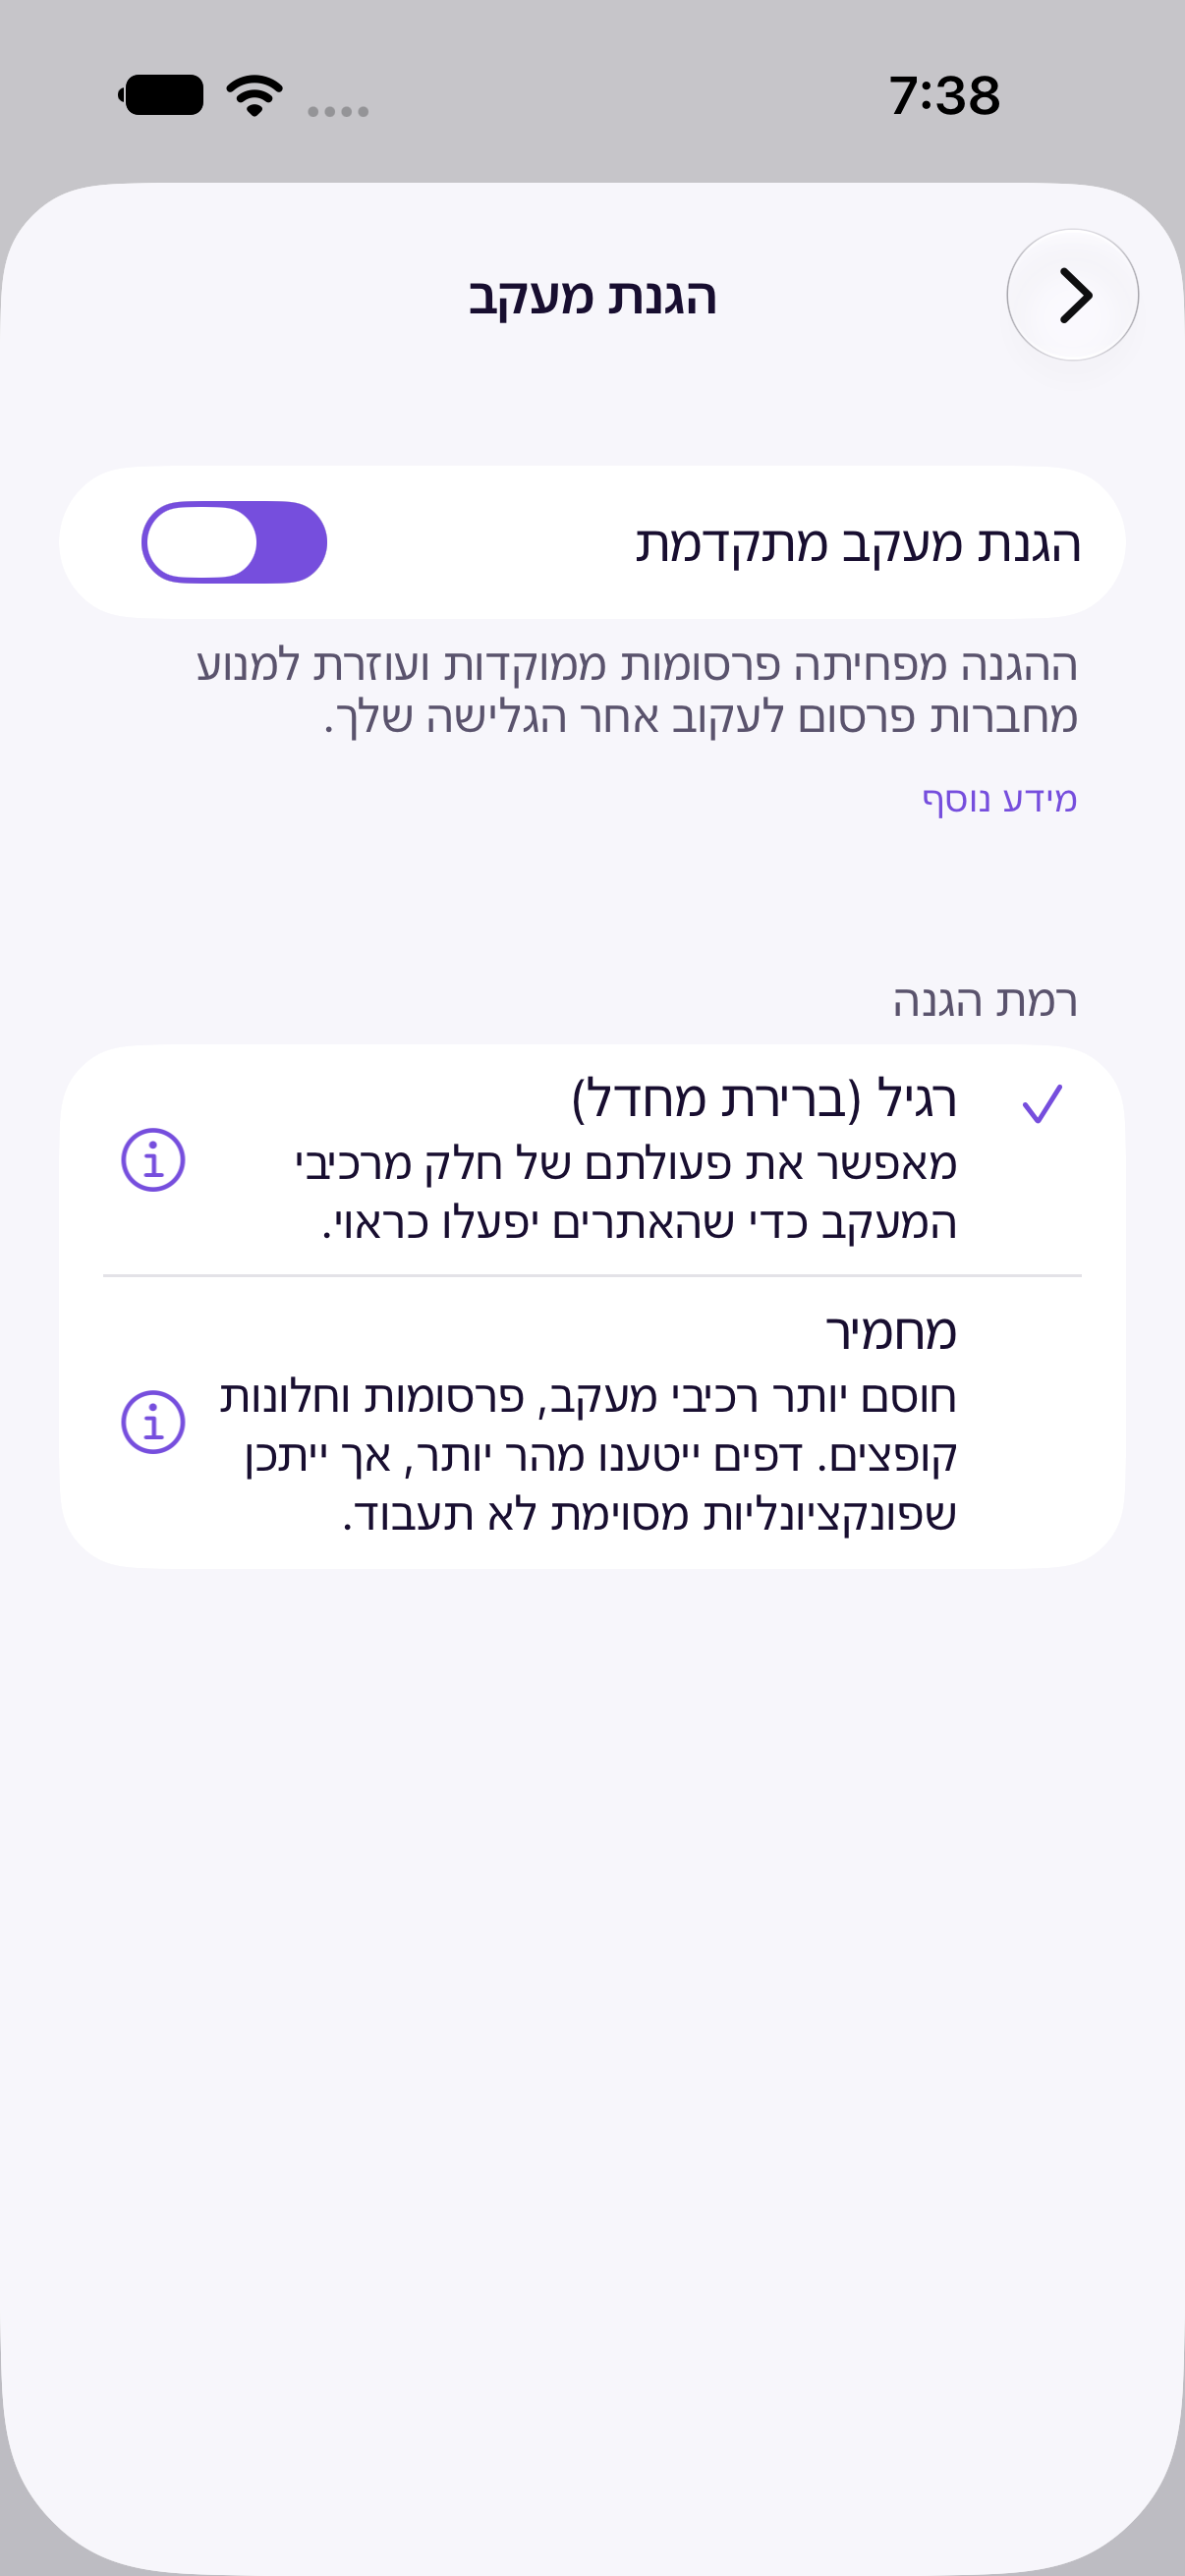 7:38
הגנת מעקב
הגנת מעקב מתקדמת
ההגנה מפחיתה פרסומות ממוקדות ועוזרת למנוע
מחברות פרסום לעקוב אחר הגלישה שלך.
מידע נוסף
רמת הגנה
רגיל (ברירת מחדל)
מאפשר את פעולתם של חלק מרכיבי
המעקב כדי שהאתרים יפעלו כראוי.
מחמיר
חוסם יותר רכיבי מעקב, פרסומות וחלונות
קופצים. דפים ייטענו מהר יותר, אך ייתכן
שפונקציונליות מסוימת לא תעבוד.